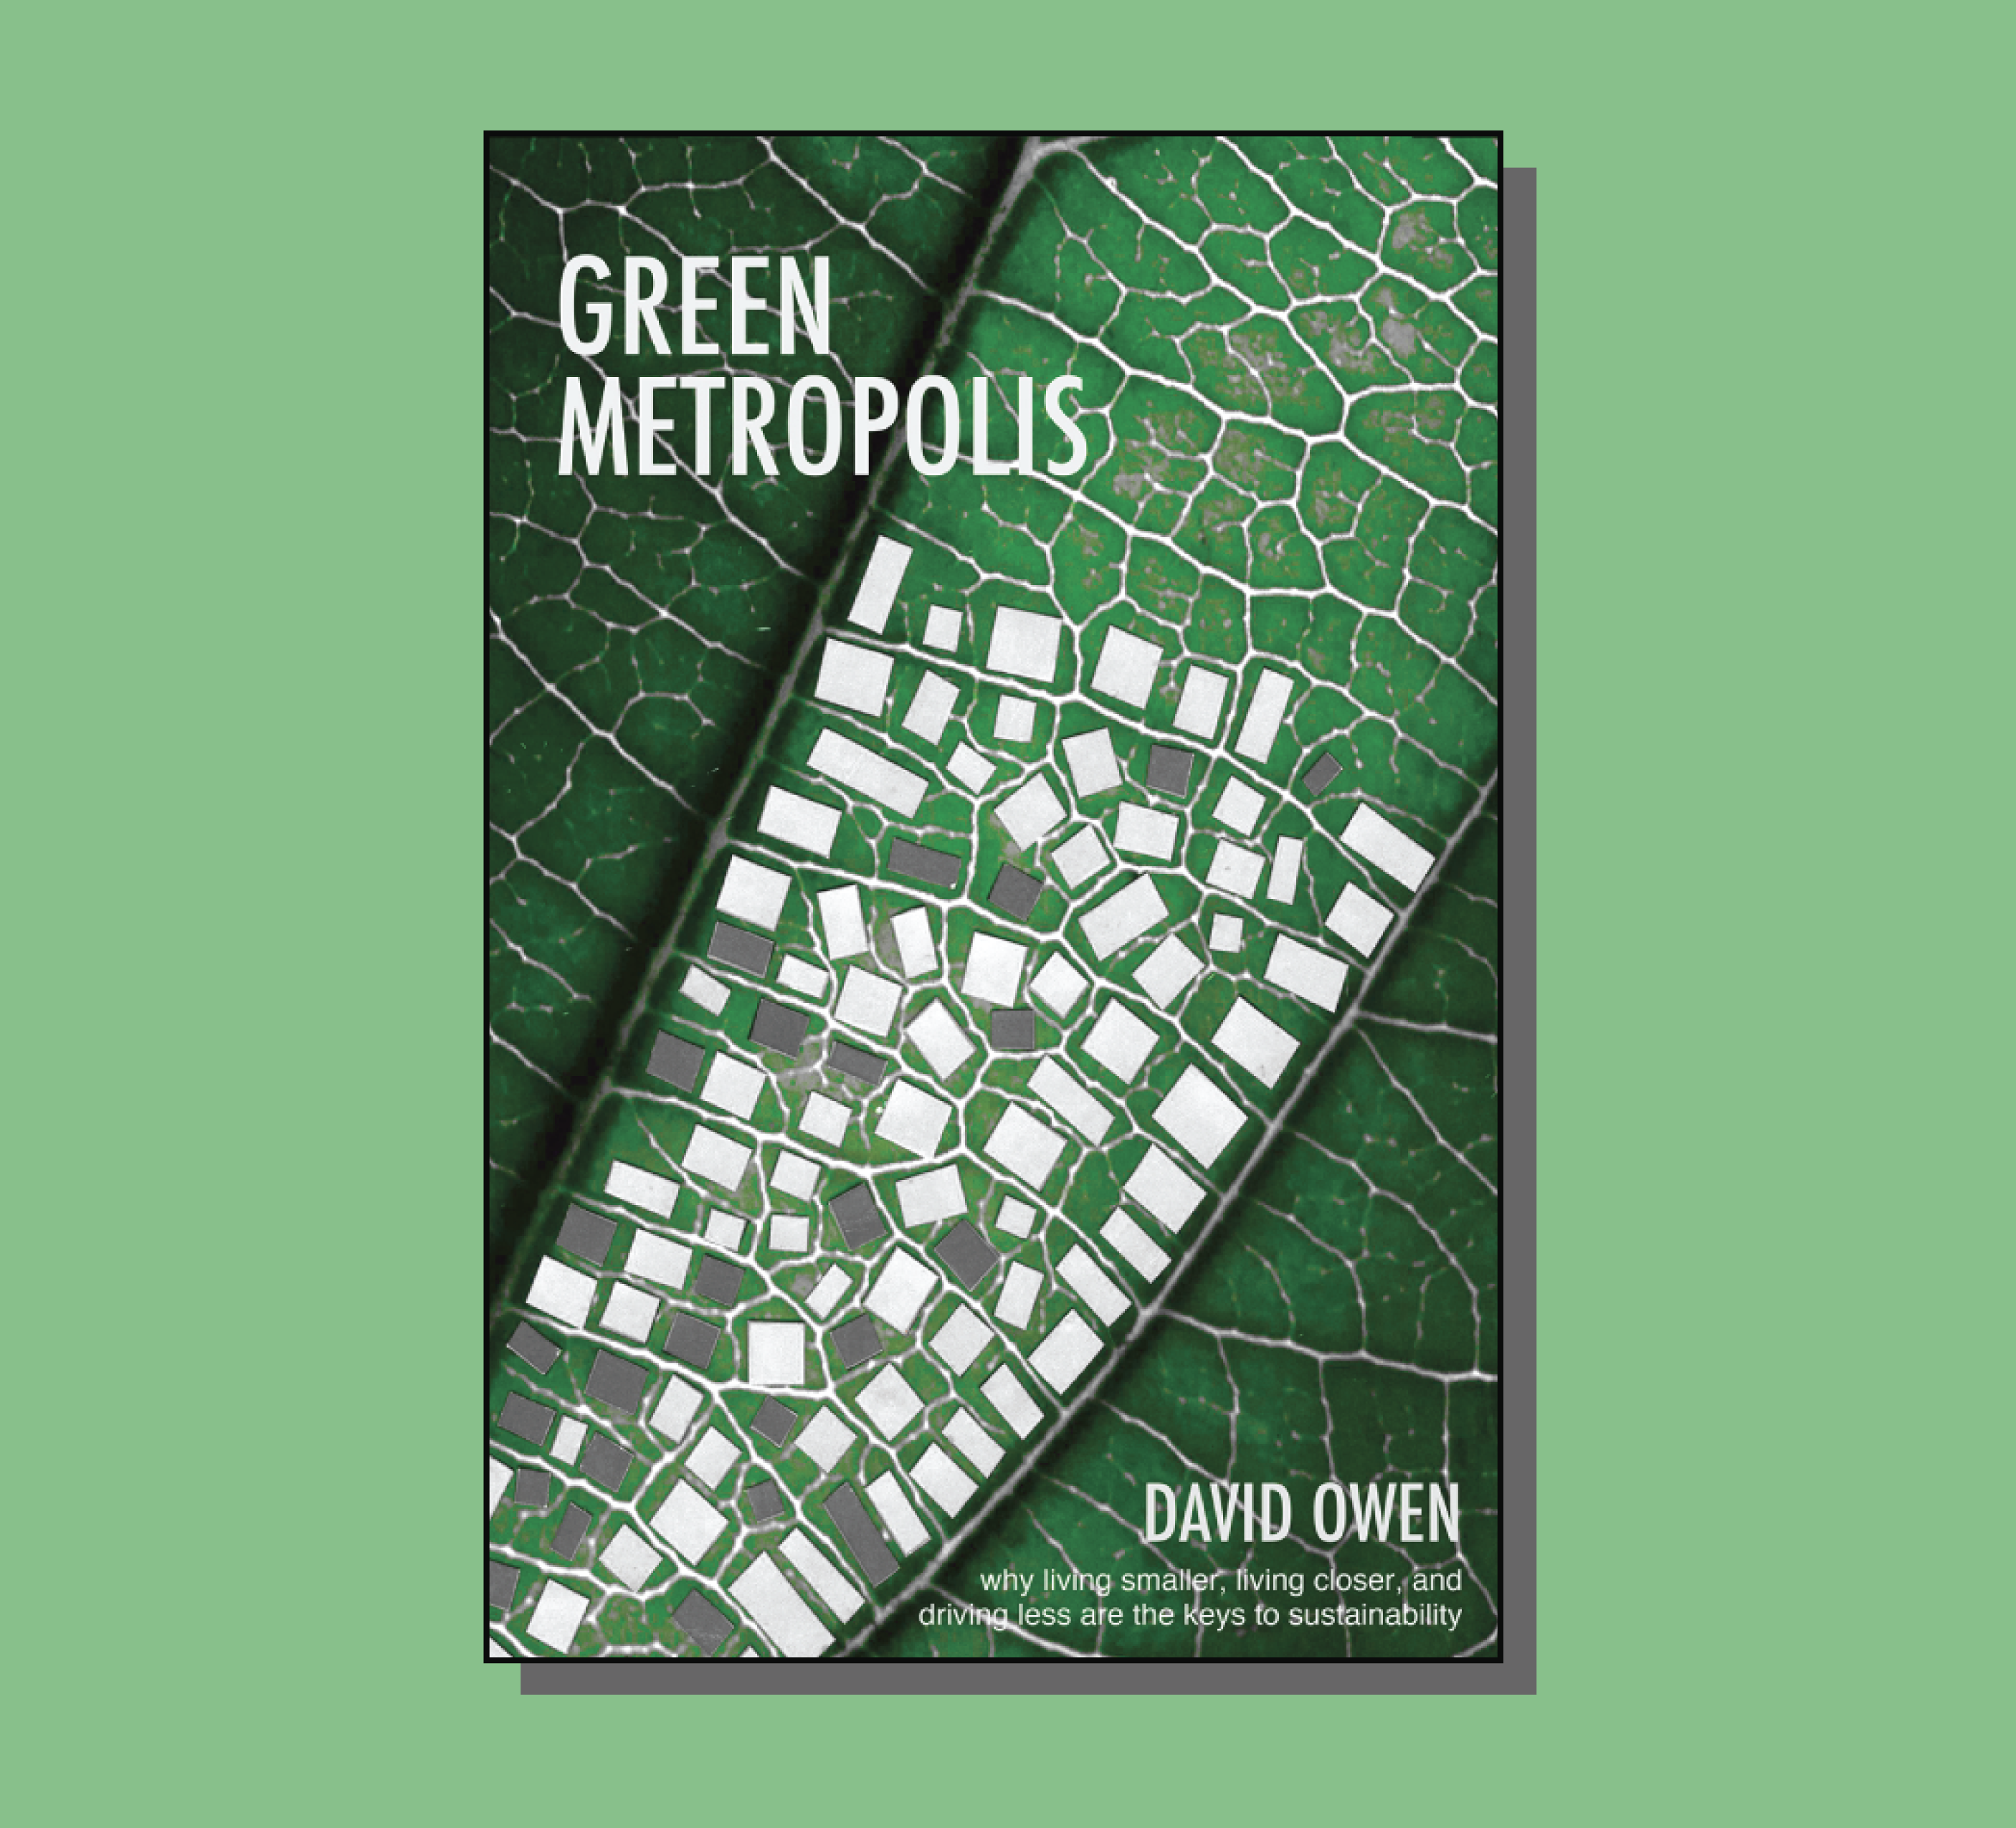 GREEN
METROPOLIS
DAVID OWEN
why living smaller, living closer, and
driving less are the keys to sustainability